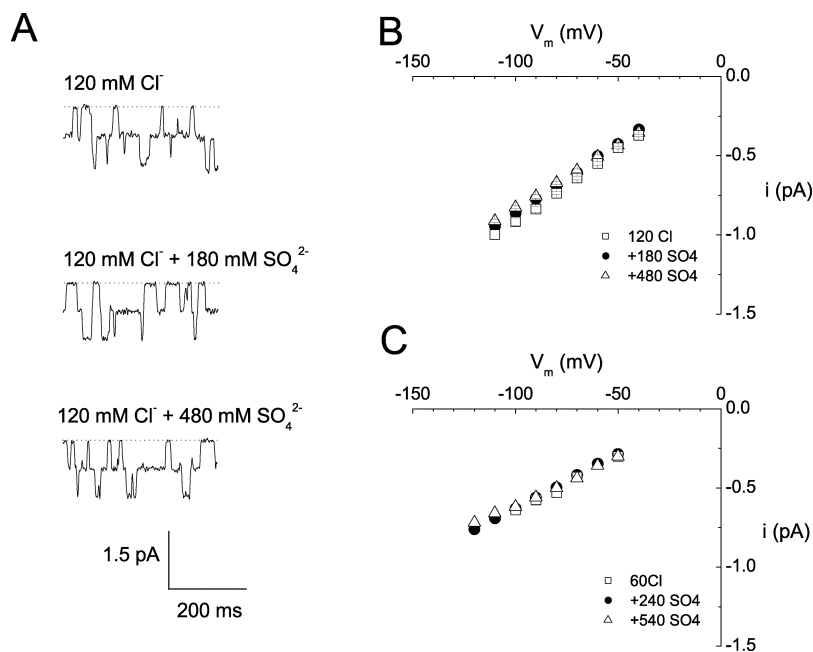 A
120 mM Cl⁻
120 mM Cl⁻ + 180 mM SO₄²⁻
120 mM Cl⁻ + 480 mM SO₄²⁻
1.5 pA
200 ms
B
Vₘ (mV)
-150 -100 -50 0
0.0
-0.5
i (pA)
-1.0
-1.5
120 Cl
+180 SO4
+480 SO4
C
Vₘ (mV)
-150 -100 -50 0
0.0
-0.5
i (pA)
-1.0
-1.5
60Cl
+240 SO4
+540 SO4